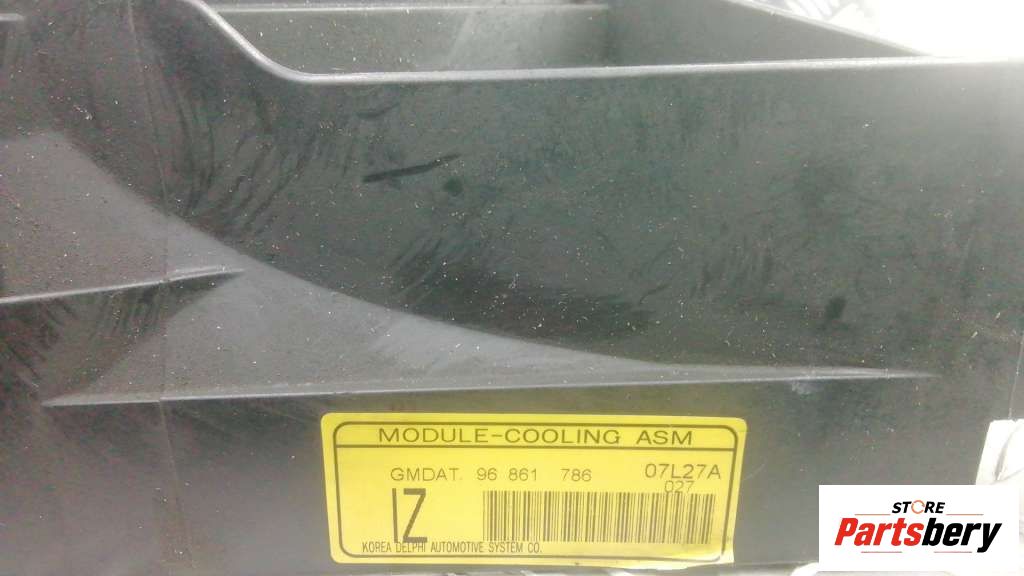 MODULE-COOLING ASM
GMDAT. 96 861 786 07L27A
027
IZ
KOREA DELPHI AUTOMOTIVE SYSTEM CO.
STORE
Partsbery